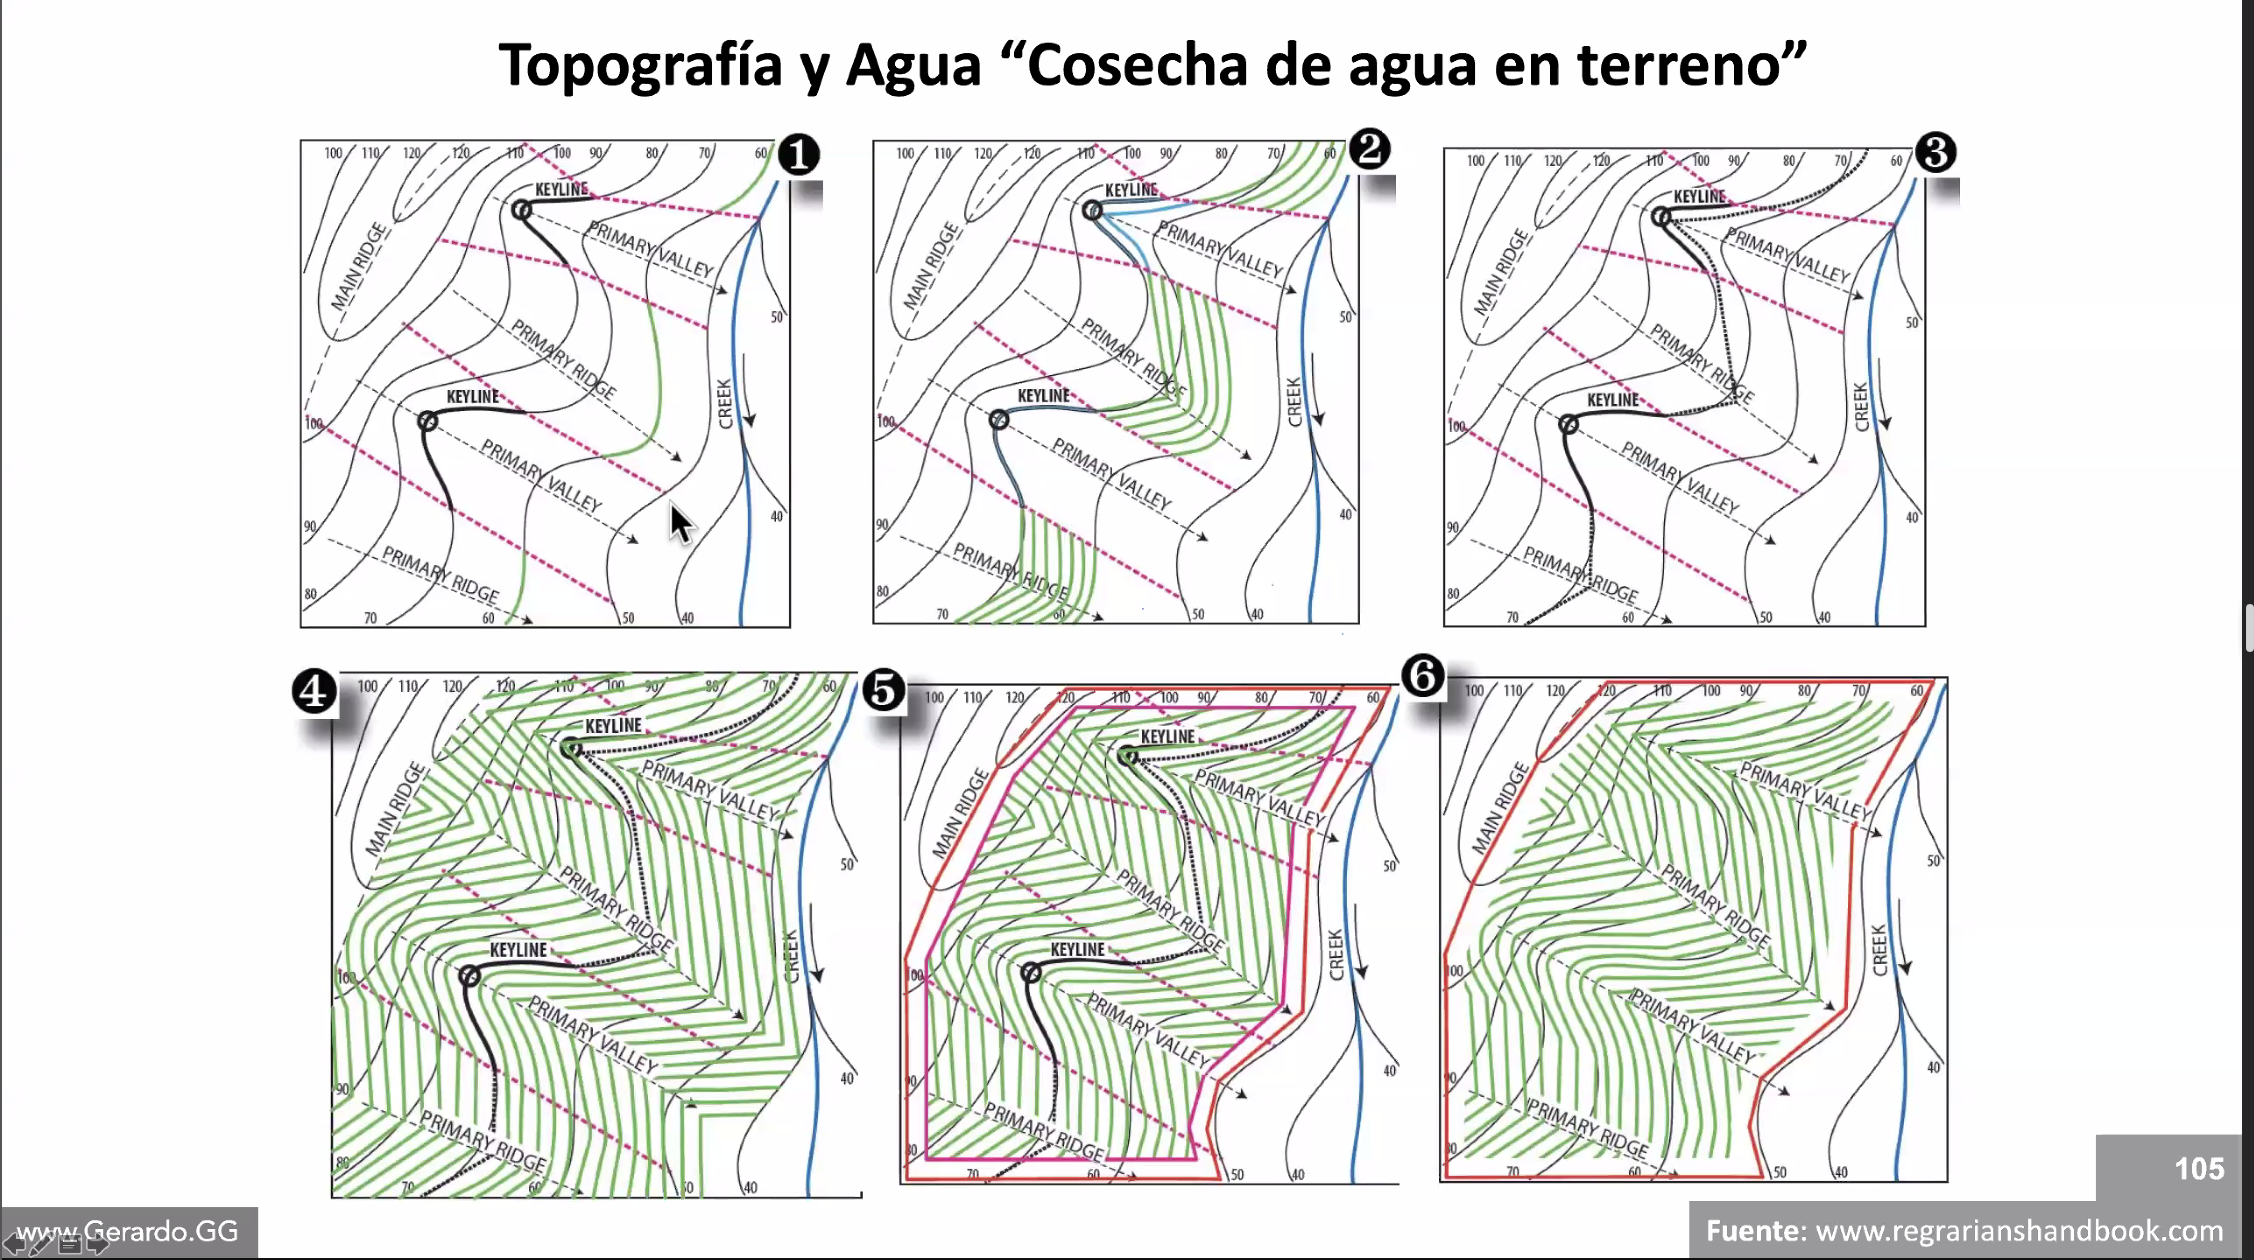 Topografía y Agua “Cosecha de agua en terreno”
1
100 110 120 120 110 100 90 80 70 60
KEYLINE
MAIN RIDGE
PRIMARY VALLEY
50
PRIMARY RIDGE
KEYLINE
CREEK
100
PRIMARY VALLEY
90
40
PRIMARY RIDGE
80
70 60 50 40
2
100 110 120 120 110 100 90 80 70 60
KEYLINE
MAIN RIDGE
PRIMARY VALLEY
50
PRIMARY RIDGE
KEYLINE
CREEK
100
PRIMARY VALLEY
90
40
PRIMARY RIDGE
80
70 60 50 40
3
100 110 120 120 110 100 90 80 70 60
KEYLINE
MAIN RIDGE
PRIMARY VALLEY
50
PRIMARY RIDGE
KEYLINE
CREEK
100
PRIMARY VALLEY
90
40
PRIMARY RIDGE
80
70 60 50 40
4
100 110 120 120 110 100 90 80 70 60
KEYLINE
MAIN RIDGE
PRIMARY VALLEY
50
PRIMARY RIDGE
KEYLINE
CREEK
100
PRIMARY VALLEY
90
40
PRIMARY RIDGE
80
70 60 50 40
5
100 110 120 120 110 100 90 80 70 60
KEYLINE
MAIN RIDGE
PRIMARY VALLEY
50
PRIMARY RIDGE
KEYLINE
CREEK
100
PRIMARY VALLEY
90
40
PRIMARY RIDGE
80
70 60 50 40
6
100 110 120 120 110 100 90 80 70 60
MAIN RIDGE
PRIMARY VALLEY
50
PRIMARY RIDGE
CREEK
100
PRIMARY VALLEY
90
40
PRIMARY RIDGE
80
70 60 50 40
105
www.Gerardo.GG
Fuente: www.regrarianshandbook.com